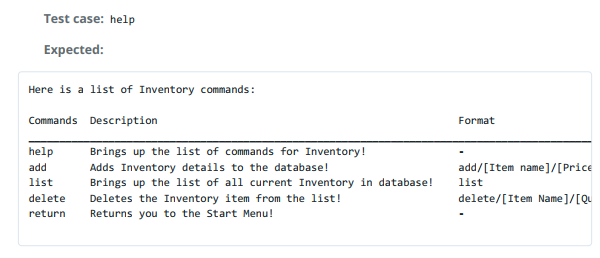 Test case: help
Expected:
Here is a list of Inventory commands:
Commands Description Format
help Brings up the list of commands for Inventory! -
add Adds Inventory details to the database! add/[Item name]/[Price
list Brings up the list of all current Inventory in database! list
delete Deletes the Inventory item from the list! delete/[Item Name]/[Qu
return Returns you to the Start Menu! -